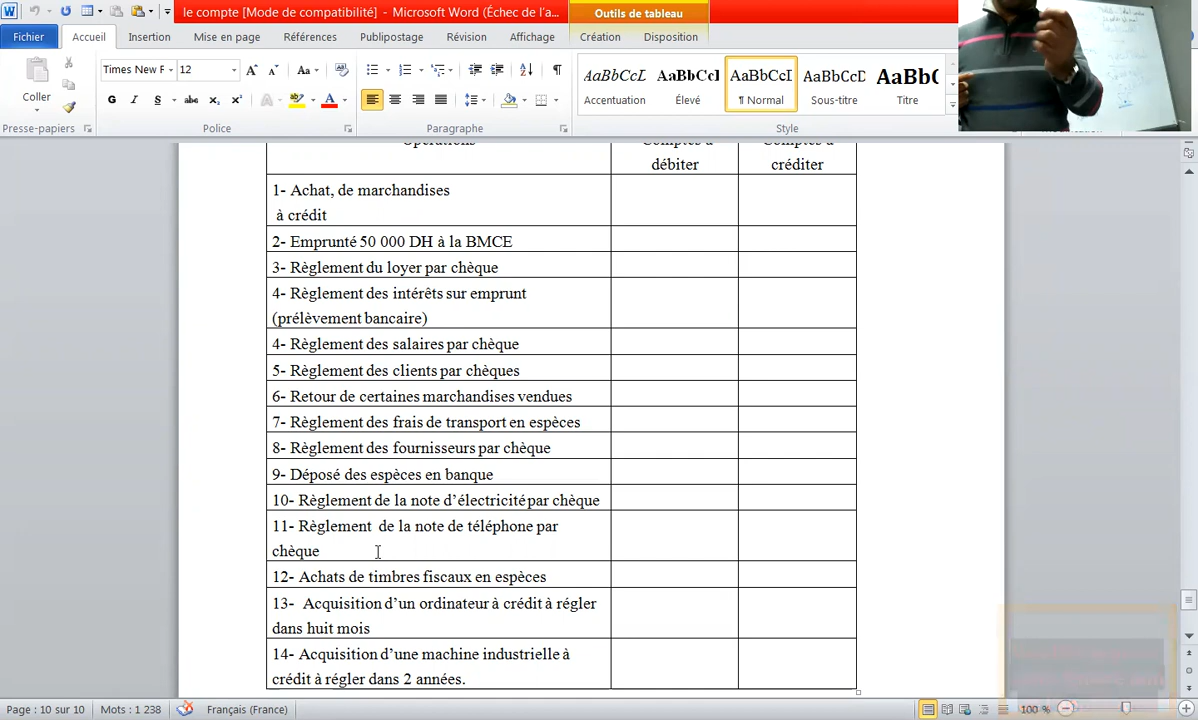 le compte [Mode de compatibilité] - Microsoft Word (Échec de l'a...
Outils de tableau
Fichier
Accueil
Insertion
Mise en page
Références
Publipostage
Révision
Affichage
Création
Disposition
Coller
Times New F
12
AaBbCcL
AaBbCcI
AaBbCcI
AaBbCcD
AaBb(
Accentuation
Élevé
¶ Normal
Sous-titre
Titre
Presse-papiers
Police
Paragraphe
Style
Opérations
Comptes à
débiter
Comptes à
créditer
1- Achat, de marchandises
à crédit
2- Emprunté 50 000 DH à la BMCE
3- Règlement du loyer par chèque
4- Règlement des intérêts sur emprunt
(prélèvement bancaire)
4- Règlement des salaires par chèque
5- Règlement des clients par chèques
6- Retour de certaines marchandises vendues
7- Règlement des frais de transport en espèces
8- Règlement des fournisseurs par chèque
9- Déposé des espèces en banque
10- Règlement de la note d’électricité par chèque
11- Règlement de la note de téléphone par
chèque
12- Achats de timbres fiscaux en espèces
13- Acquisition d’un ordinateur à crédit à régler
dans huit mois
14- Acquisition d’une machine industrielle à
crédit à régler dans 2 années.
Page : 10 sur 10
Mots : 1 238
Français (France)
100 %